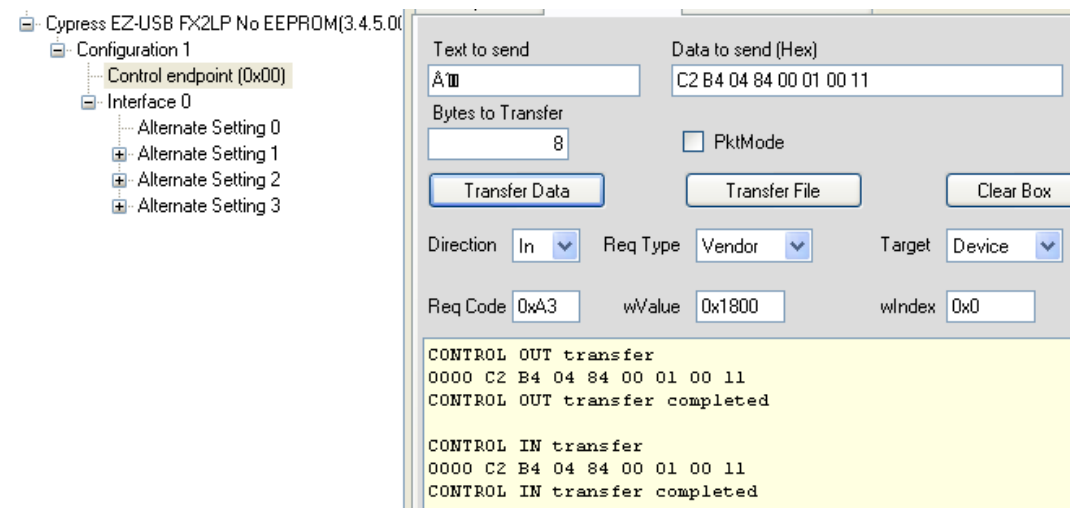 Cypress EZ-USB FX2LP No EEPROM(3.4.5.0
Configuration 1
Control endpoint (0x00)
Interface 0
Alternate Setting 0
Alternate Setting 1
Alternate Setting 2
Alternate Setting 3
Text to send Data to send (Hex)
C2 B4 04 84 00 01 00 11
Bytes to Transfer
8 PktMode
Transfer Data Transfer File Clear Box
Direction In Req Type Vendor Target Device
Req Code 0xA3 wValue 0x1800 wIndex 0x0
CONTROL OUT transfer
0000 C2 B4 04 84 00 01 00 11
CONTROL OUT transfer completed
CONTROL IN transfer
0000 C2 B4 04 84 00 01 00 11
CONTROL IN transfer completed